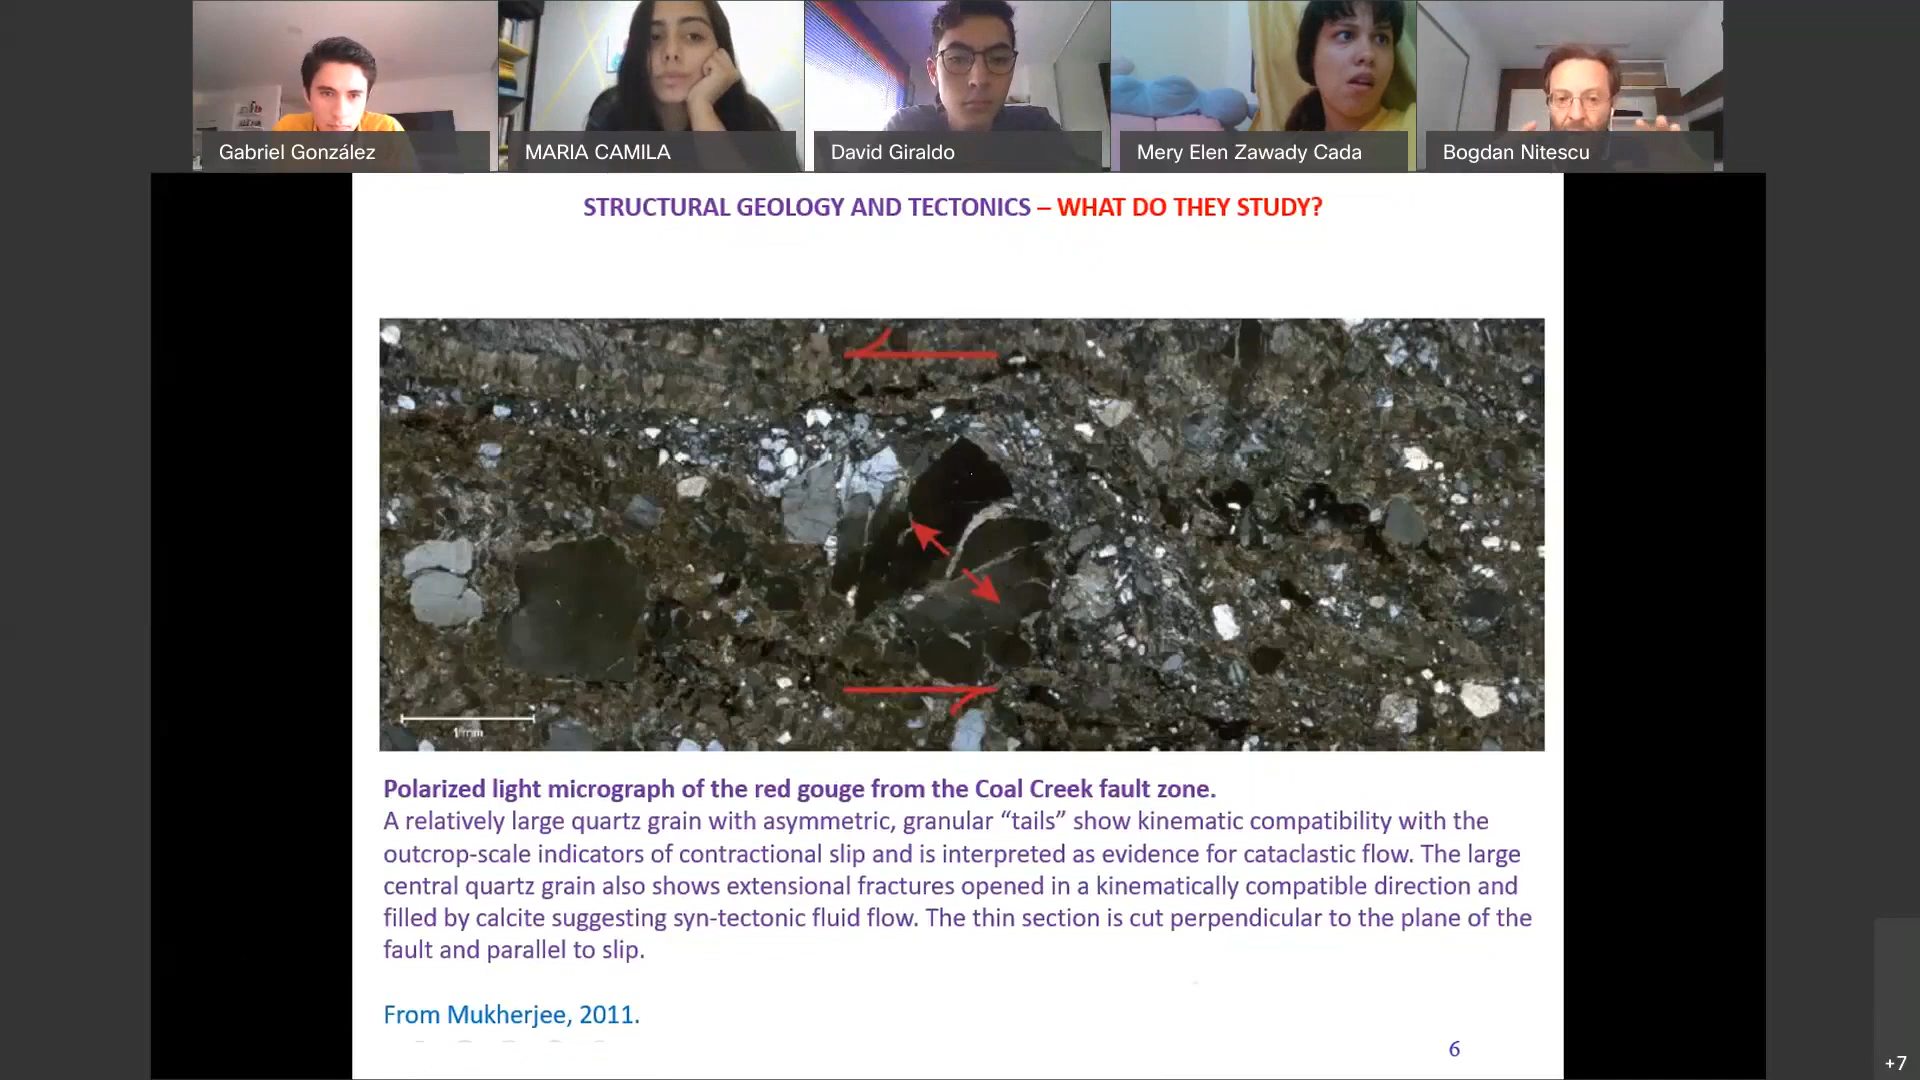 Gabriel González
MARIA CAMILA
David Giraldo
Mery Elen Zawady Cada
Bogdan Nitescu
STRUCTURAL GEOLOGY AND TECTONICS – WHAT DO THEY STUDY?
1 mm
Polarized light micrograph of the red gouge from the Coal Creek fault zone.
A relatively large quartz grain with asymmetric, granular “tails” show kinematic compatibility with the
outcrop-scale indicators of contractional slip and is interpreted as evidence for cataclastic flow. The large
central quartz grain also shows extensional fractures opened in a kinematically compatible direction and
filled by calcite suggesting syn-tectonic fluid flow. The thin section is cut perpendicular to the plane of the
fault and parallel to slip.
From Mukherjee, 2011.
6
+7